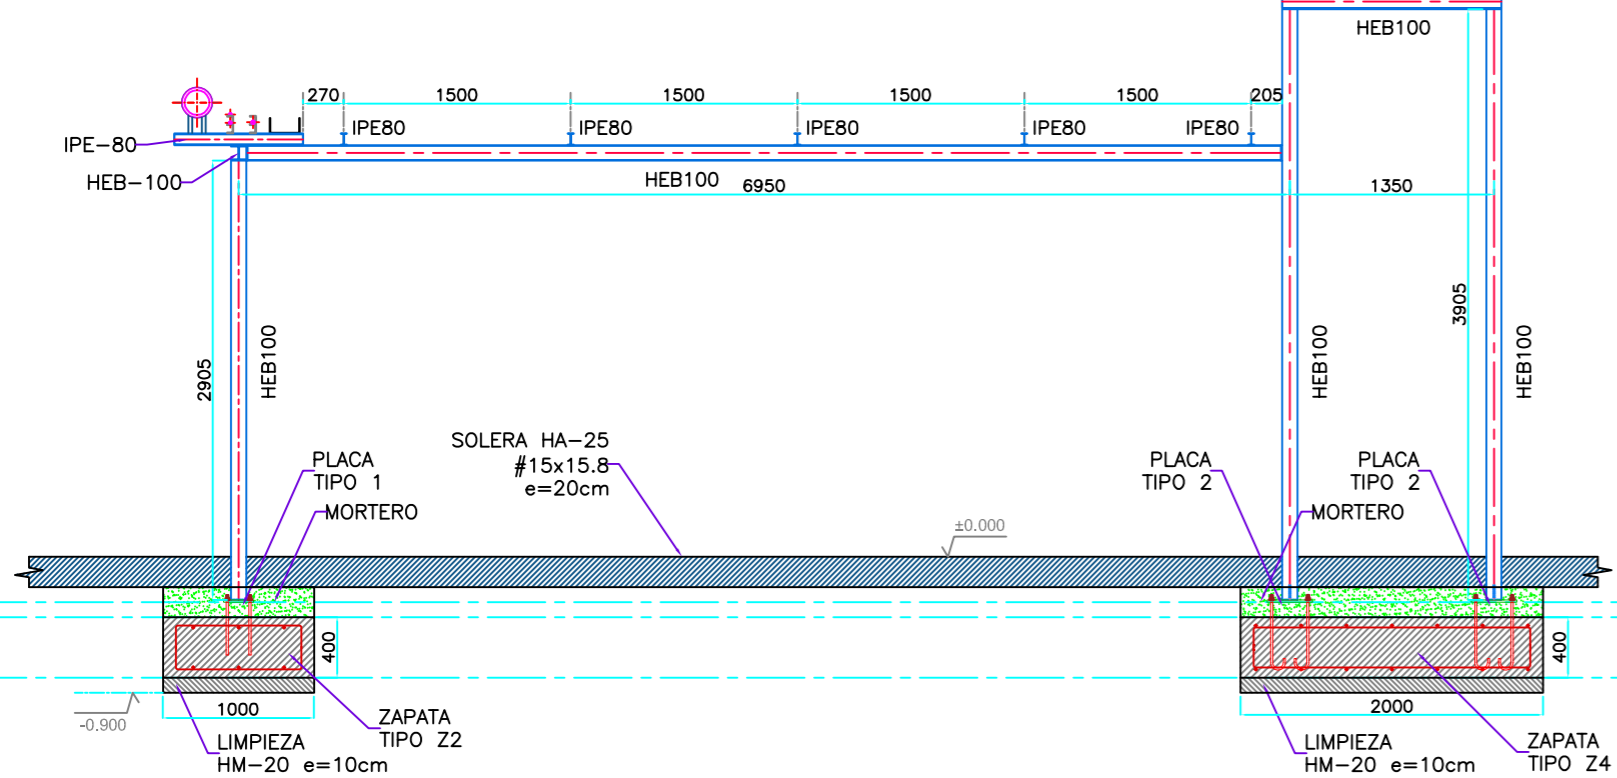 HEB100
270
1500
1500
1500
1500
205
IPE80
IPE80
IPE80
IPE80
IPE80
IPE-80
HEB-100
HEB100
6950
1350
2905
HEB100
HEB100
3905
HEB100
SOLERA HA-25
#15x15.8
e=20cm
PLACA
TIPO 1
MORTERO
PLACA
TIPO 2
PLACA
TIPO 2
MORTERO
±0.000
400
400
-0.900
1000
2000
ZAPATA
TIPO Z2
LIMPIEZA
HM-20 e=10cm
LIMPIEZA
HM-20 e=10cm
ZAPATA
TIPO Z4